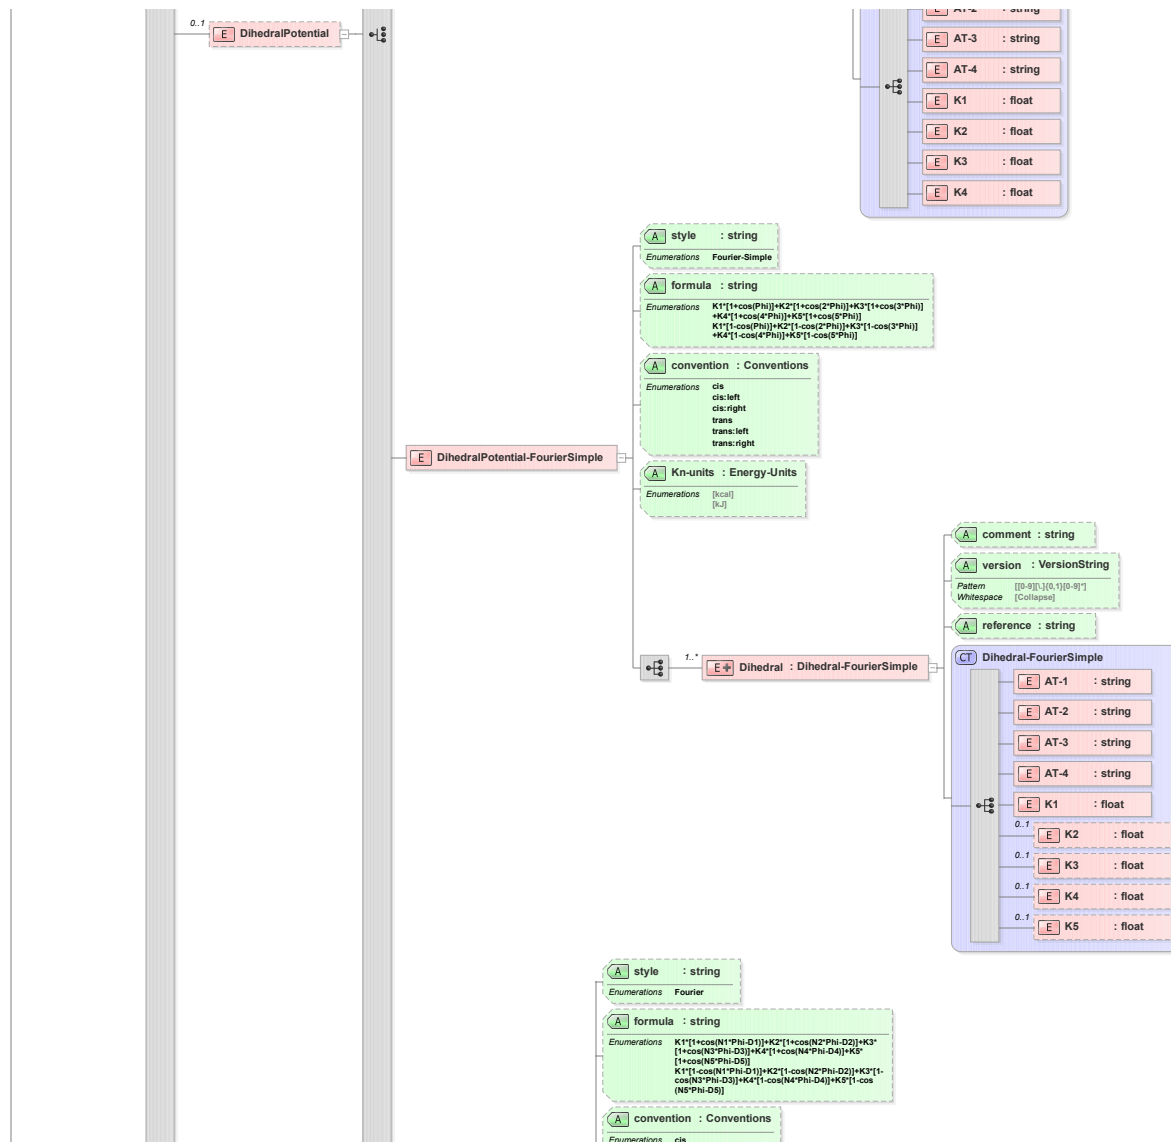 0..1
E DihedralPotential
E AT-2 : string
E AT-3 : string
E AT-4 : string
E K1 : float
E K2 : float
E K3 : float
E K4 : float
A style : string
Enumerations Fourier-Simple
A formula : string
Enumerations K1*[1+cos(Phi)]+K2*[1+cos(2*Phi)]+K3*[1+cos(3*Phi)]
+K4*[1+cos(4*Phi)]+K5*[1+cos(5*Phi)]
K1*[1-cos(Phi)]+K2*[1-cos(2*Phi)]+K3*[1-cos(3*Phi)]
+K4*[1-cos(4*Phi)]+K5*[1-cos(5*Phi)]
A convention : Conventions
Enumerations cis
cis:left
cis:right
trans
trans:left
trans:right
E DihedralPotential-FourierSimple
A Kn-units : Energy-Units
Enumerations [kcal]
[kJ]
A comment : string
A version : VersionString
Pattern [[0-9][\.]{0,1}[0-9]*]
Whitespace [Collapse]
A reference : string
1..*
E Dihedral : Dihedral-FourierSimple
CT Dihedral-FourierSimple
E AT-1 : string
E AT-2 : string
E AT-3 : string
E AT-4 : string
E K1 : float
0..1
E K2 : float
0..1
E K3 : float
0..1
E K4 : float
0..1
E K5 : float
A style : string
Enumerations Fourier
A formula : string
Enumerations K1*[1+cos(N1*Phi-D1)]+K2*[1+cos(N2*Phi-D2)]+K3*
[1+cos(N3*Phi-D3)]+K4*[1+cos(N4*Phi-D4)]+K5*
[1+cos(N5*Phi-D5)]
K1*[1-cos(N1*Phi-D1)]+K2*[1-cos(N2*Phi-D2)]+K3*[1-
cos(N3*Phi-D3)]+K4*[1-cos(N4*Phi-D4)]+K5*[1-cos
(N5*Phi-D5)]
A convention : Conventions
Enumerations cis